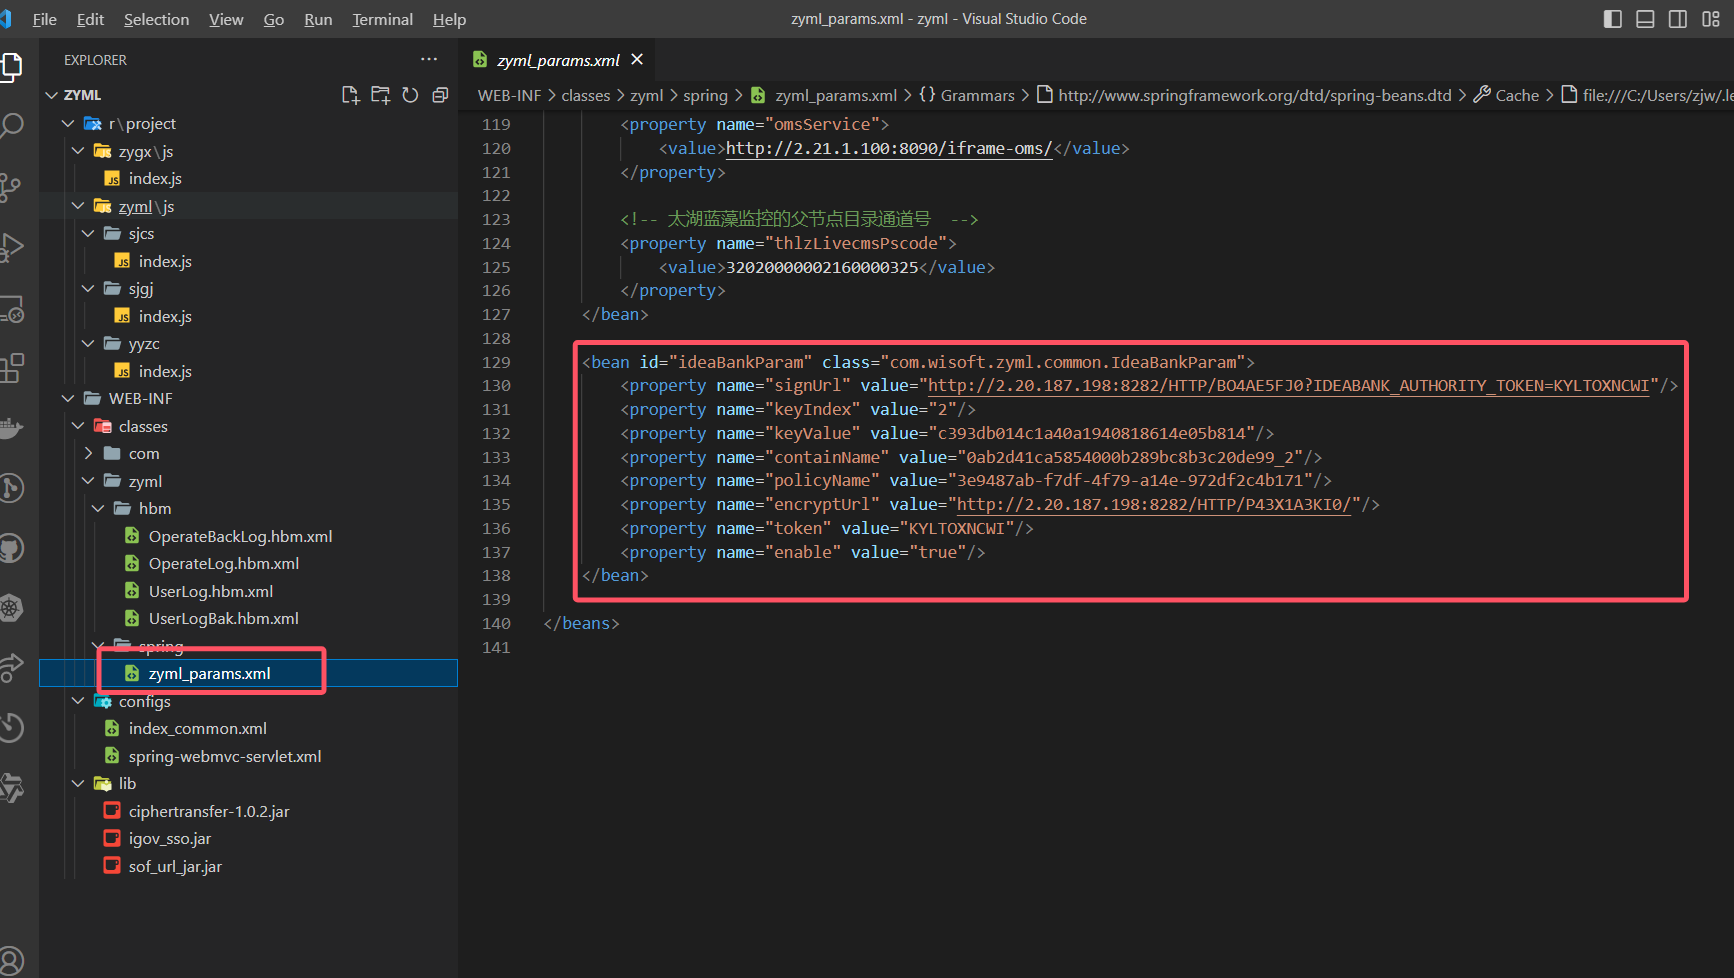 File Edit Selection View Go Run Terminal Help
zyml_params.xml - zyml - Visual Studio Code
EXPLORER
ZYML
r\project
zygx\js
index.js
zyml\js
sjcs
index.js
sjgj
index.js
yyzc
index.js
WEB-INF
classes
com
zyml
hbm
OperateBackLog.hbm.xml
OperateLog.hbm.xml
UserLog.hbm.xml
UserLogBak.hbm.xml
spring
zyml_params.xml
configs
index_common.xml
spring-webmvc-servlet.xml
lib
ciphertransfer-1.0.2.jar
igov_sso.jar
sof_url_jar.jar
zyml_params.xml
WEB-INF > classes > zyml > spring > zyml_params.xml > {} Grammars > http://www.springframework.org/dtd/spring-beans.dtd > Cache > file:///C:/Users/zjw/.le
119 <property name="omsService">
120 <value>http://2.21.1.100:8090/iframe-oms/</value>
121 </property>
122
123 <!-- 太湖蓝藻监控的父节点目录通道号 -->
124 <property name="thlzLivecmsPscode">
125 <value>32020000002160000325</value>
126 </property>
127 </bean>
128
129 <bean id="ideaBankParam" class="com.wisoft.zyml.common.IdeaBankParam">
130 <property name="signUrl" value="http://2.20.187.198:8282/HTTP/BO4AE5FJ0?IDEABANK_AUTHORITY_TOKEN=KYLTOXNCWI"/>
131 <property name="keyIndex" value="2"/>
132 <property name="keyValue" value="c393db014c1a40a1940818614e05b814"/>
133 <property name="containName" value="0ab2d41ca5854000b289bc8b3c20de99_2"/>
134 <property name="policyName" value="3e9487ab-f7df-4f79-a14e-972df2c4b171"/>
135 <property name="encryptUrl" value="http://2.20.187.198:8282/HTTP/P43X1A3KI0/"/>
136 <property name="token" value="KYLTOXNCWI"/>
137 <property name="enable" value="true"/>
138 </bean>
139
140 </beans>
141